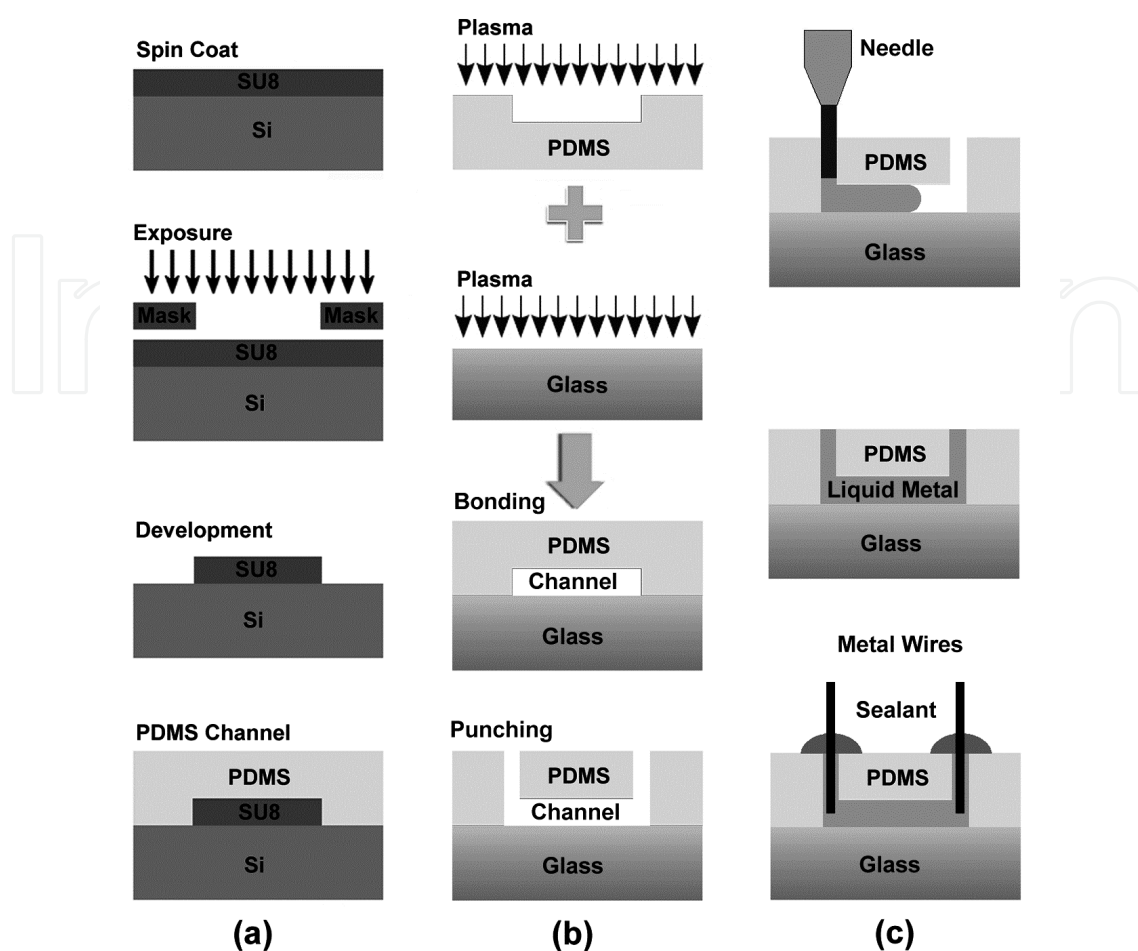 Spin Coat
SU8
Si
Exposure
Mask Mask
SU8
Si
Development
SU8
Si
PDMS Channel
PDMS
SU8
Si
(a)
Plasma
PDMS
Plasma
Glass
Bonding
PDMS
Channel
Glass
Punching
PDMS
Channel
Glass
(b)
Needle
PDMS
Glass
PDMS
Liquid Metal
Glass
Metal Wires
Sealant
PDMS
Glass
(c)